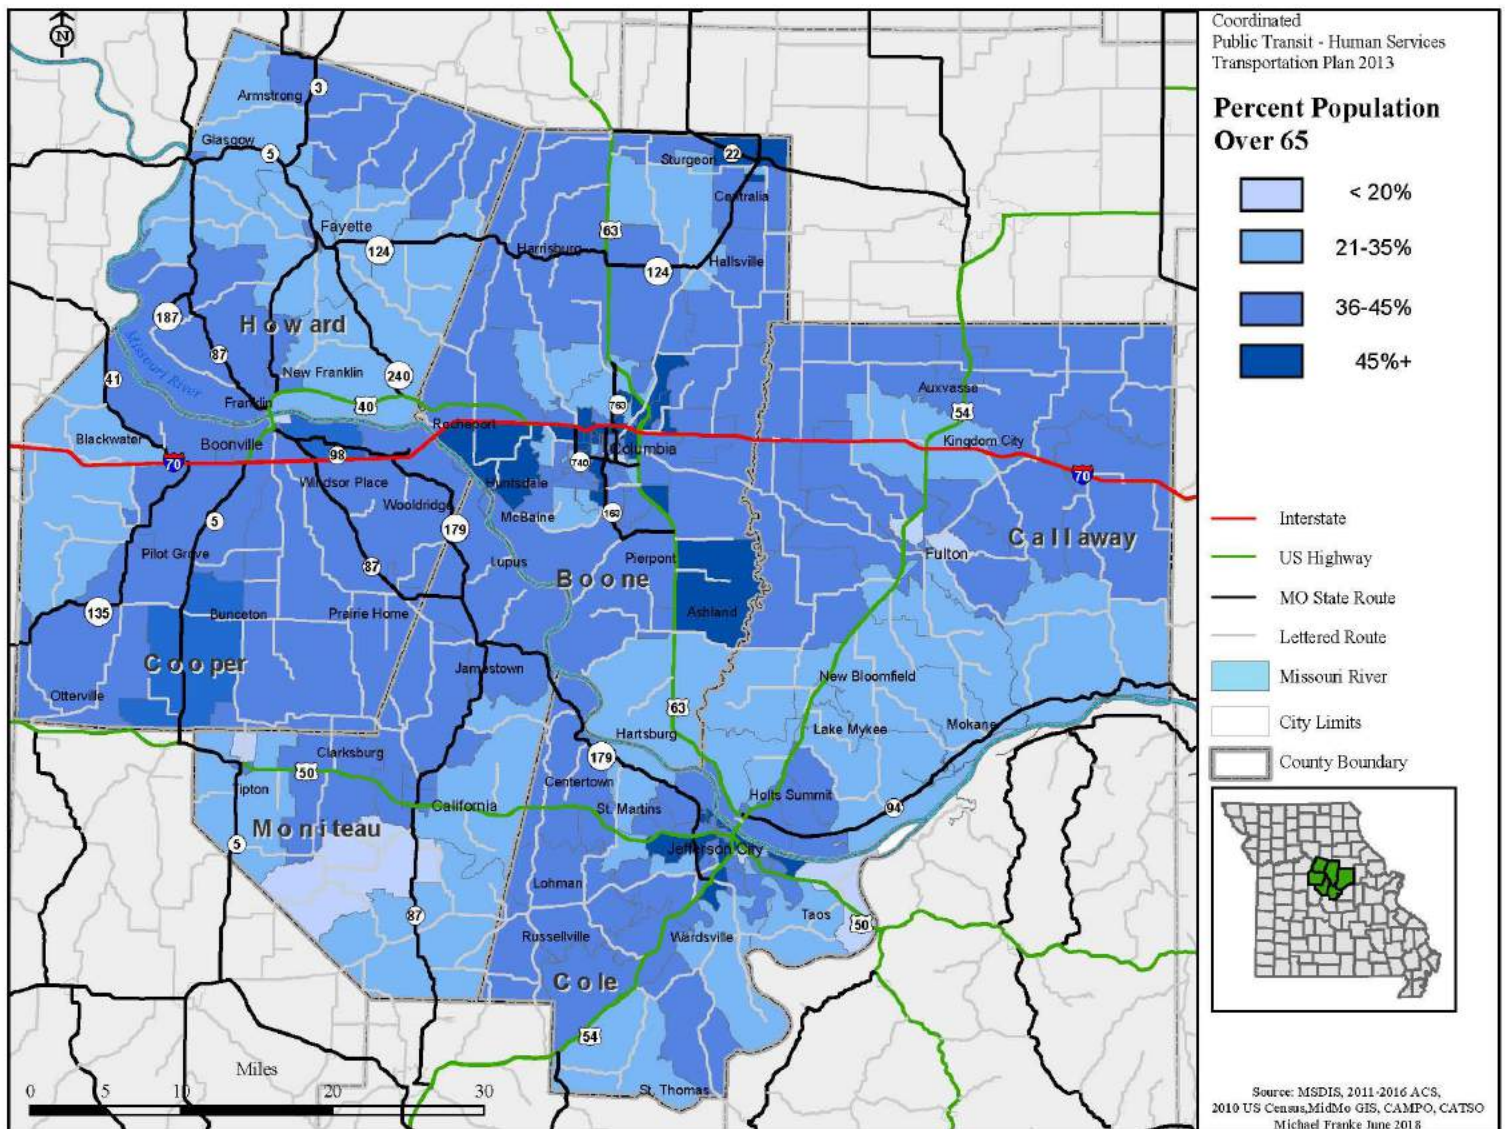 Coordinated
Public Transit - Human Services
Transportation Plan 2013
Percent Population
Over 65
< 20%
21-35%
36-45%
45%+
Interstate
US Highway
MO State Route
Lettered Route
Missouri River
City Limits
County Boundary
Source: MSDIS, 2011-2016 ACS,
2010 US Census,MidMo GIS, CAMPO, CATSO
Michael Franke June 2018
N
Armstrong
3
Glasgow
5
Sturgeon
22
Centralia
Fayette
124
63
Harrisburg
124
Hallsville
187
Howard
Missouri River
87
41
New Franklin
240
Auxvasse
Franklin
40
763
54
Rocheport
Blackwater
Boonville
Columbia
Kingdom City
70
98
740
70
Windsor Place
Huntsdale
Wooldridge
McBaine
163
5
179
Callaway
Pilot Grove
Lupus
Pierpont
Fulton
87
Boone
135
Bunceton
Prairie Home
Ashland
Cooper
Jamestown
New Bloomfield
Otterville
63
Hartsburg
Lake Mykee
Mokane
Clarksburg
179
50
Centertown
Tipton
Holts Summit
California
St. Martins
94
Moniteau
5
Jefferson City
Lohman
87
Taos
50
Russellville
Wardsville
Cole
54
St. Thomas
Miles
0 5 10 20 30